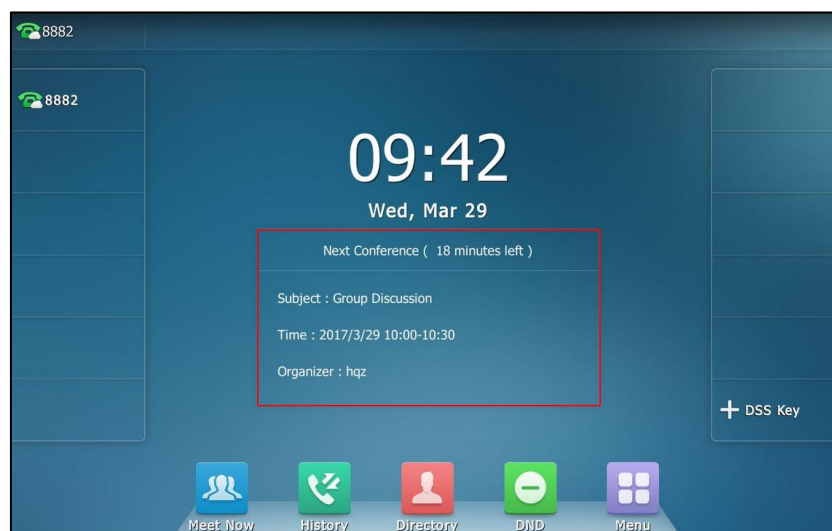 8882
8882
09:42
Wed, Mar 29
Next Conference ( 18 minutes left )
Subject : Group Discussion
Time : 2017/3/29 10:00-10:30
Organizer : hqz
DSS Key
Meet Now
History
Directory
DND
Menu